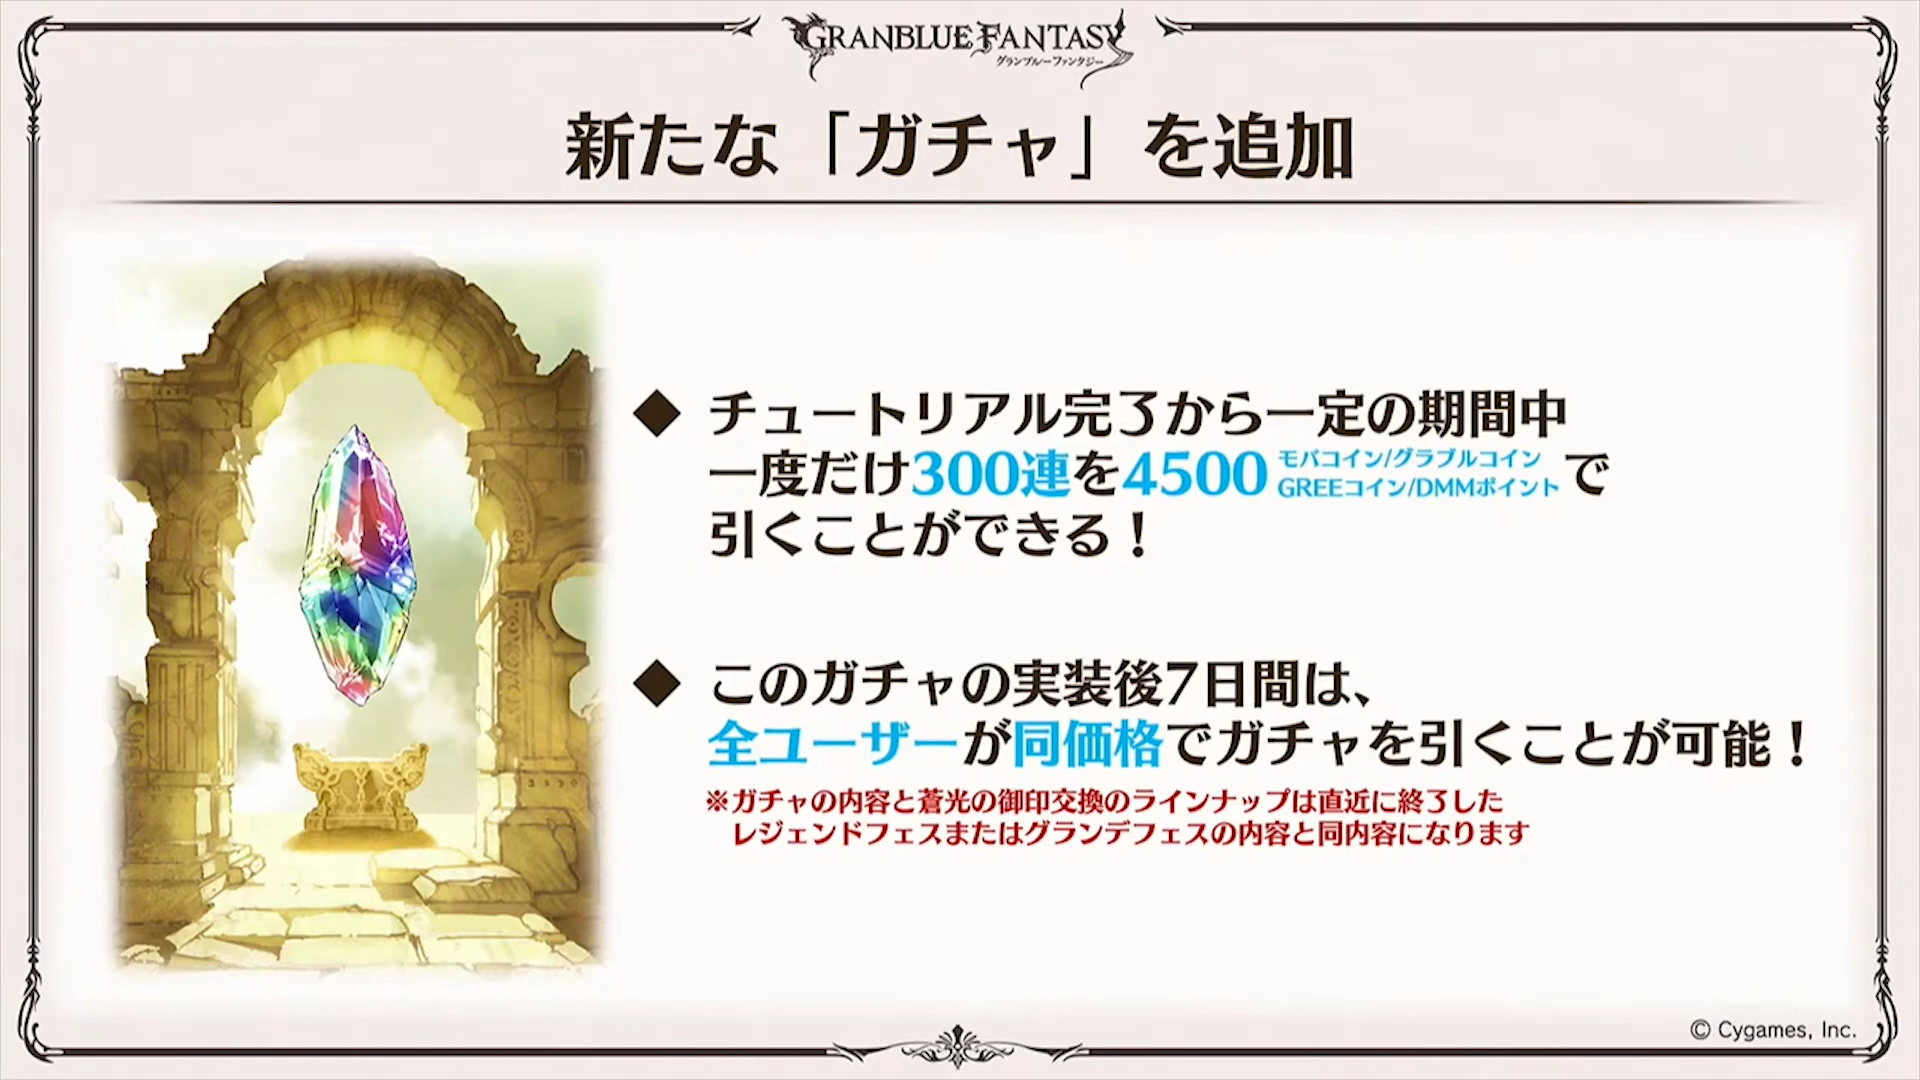 GRANBLUE FANTASY
グランブルーファンタジー
新たな「ガチャ」を追加
◆ チュートリアル完了から一定の期間中
一度だけ300連を4500 モバコイン/グラブルコイン
GREEコイン/DMMポイント で
引くことができる！
◆ このガチャの実装後7日間は、
全ユーザーが同価格でガチャを引くことが可能！
※ガチャの内容と蒼光の御印交換のラインナップは直近に終了した
レジェンドフェスまたはグランデフェスの内容と同内容になります
© Cygames, Inc.